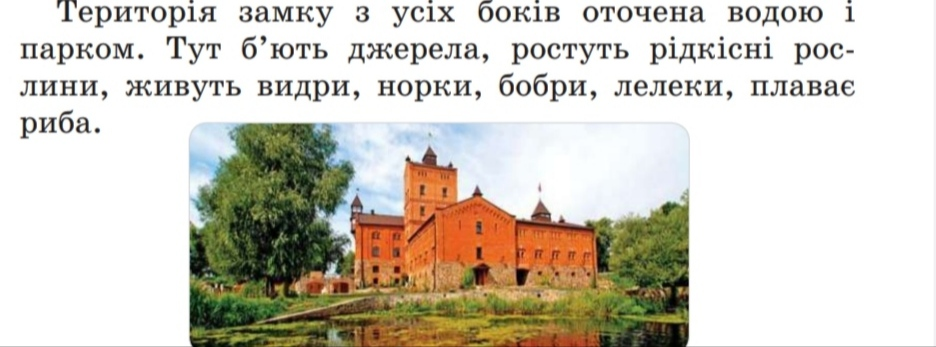 Територія замку з усіх боків оточена водою і
парком. Тут б’ють джерела, ростуть рідкісні рос-
лини, живуть видри, норки, бобри, лелеки, плаває
риба.